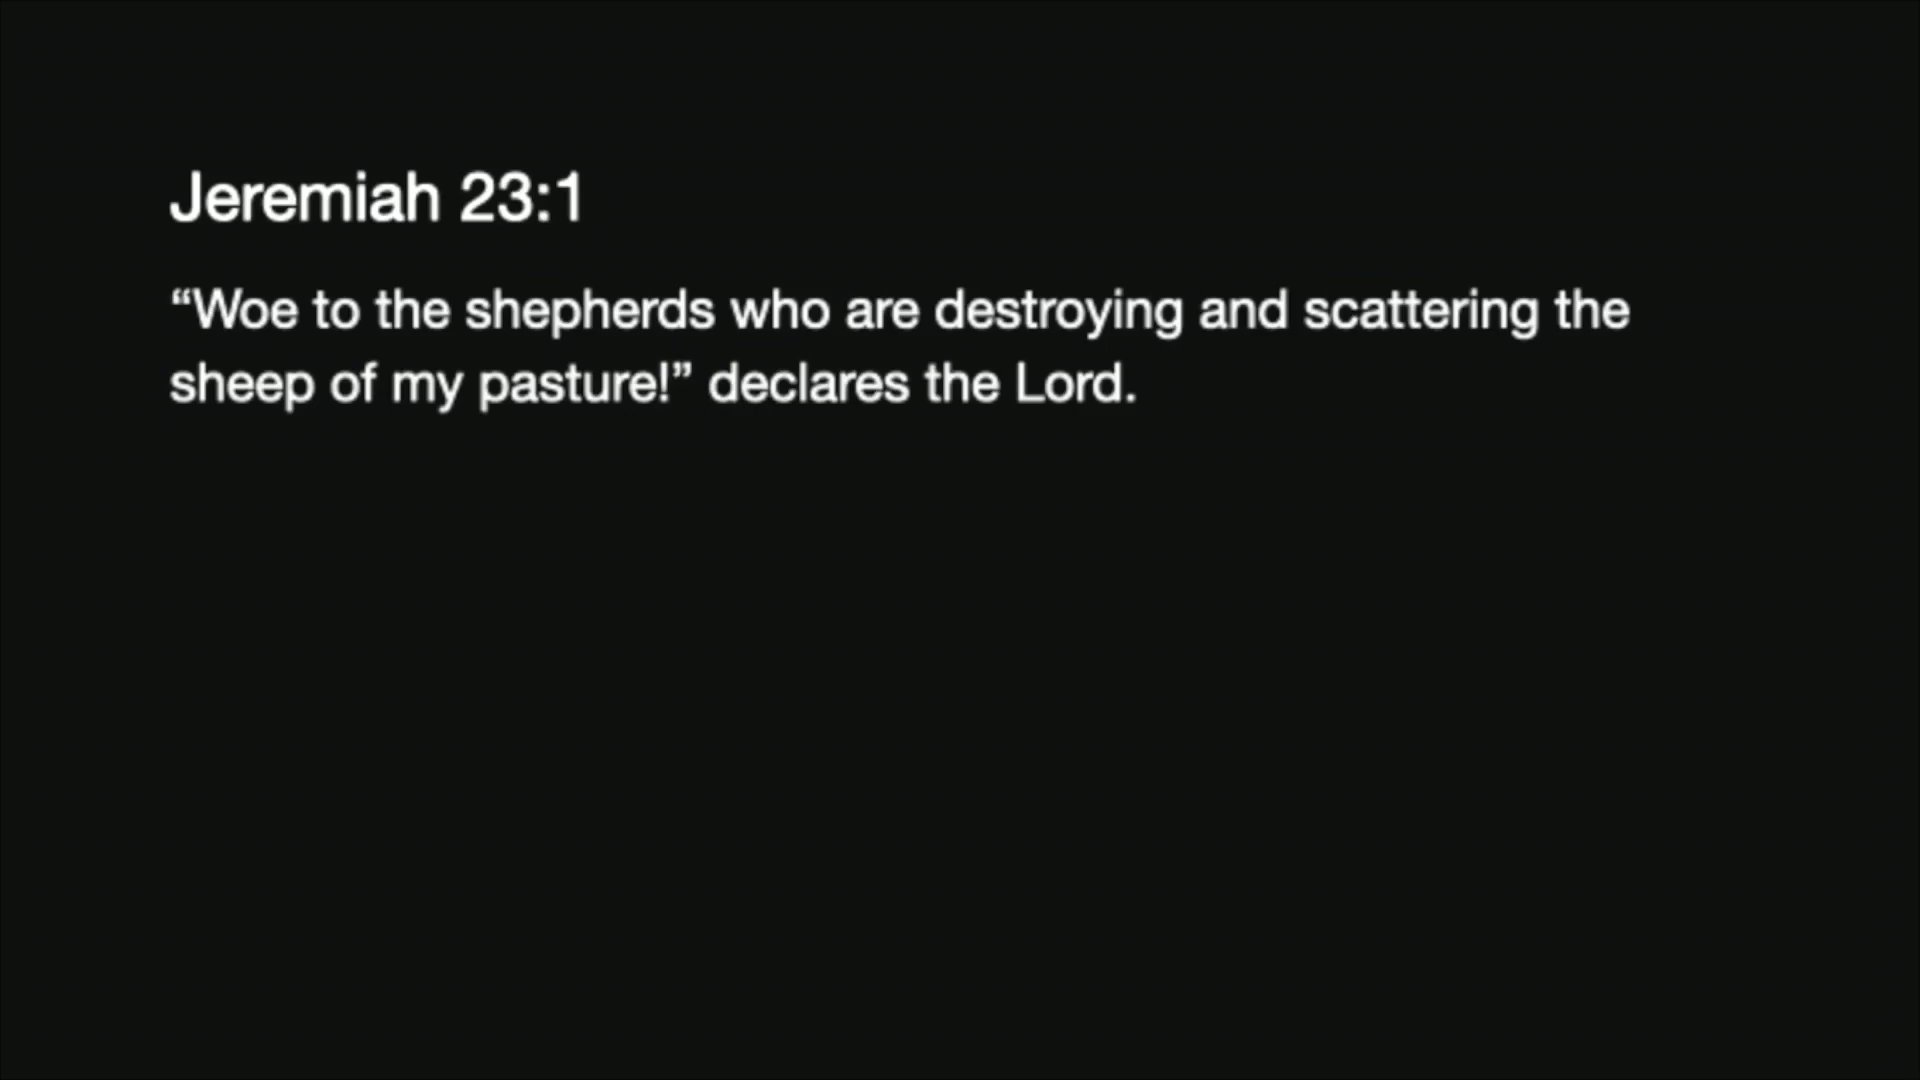 Jeremiah 23:1
“Woe to the shepherds who are destroying and scattering the
sheep of my pasture!” declares the Lord.